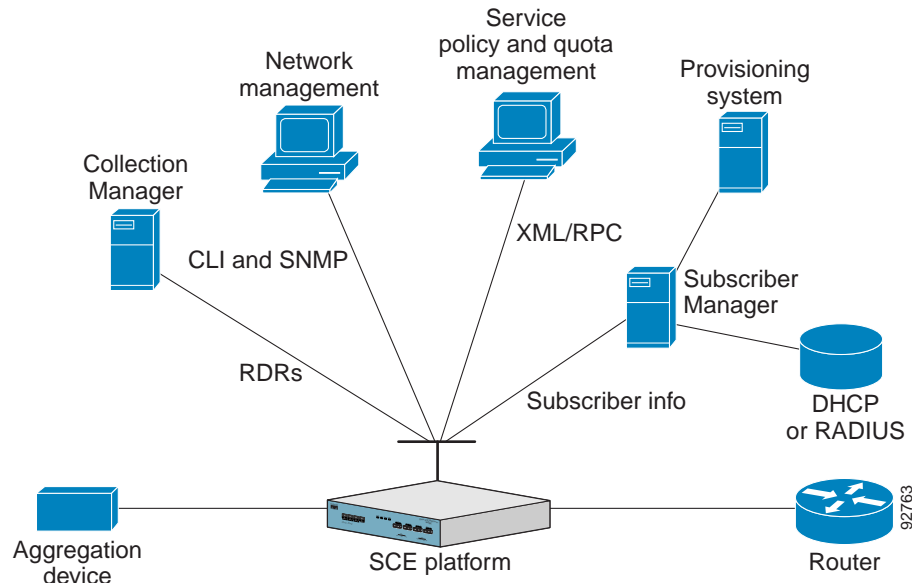 Service
policy and quota
management
Network
management
Provisioning
system
Collection
Manager
CLI and SNMP
XML/RPC
Subscriber
Manager
RDRs
Subscriber info
DHCP
or RADIUS
92763
Aggregation
device
SCE platform
Router